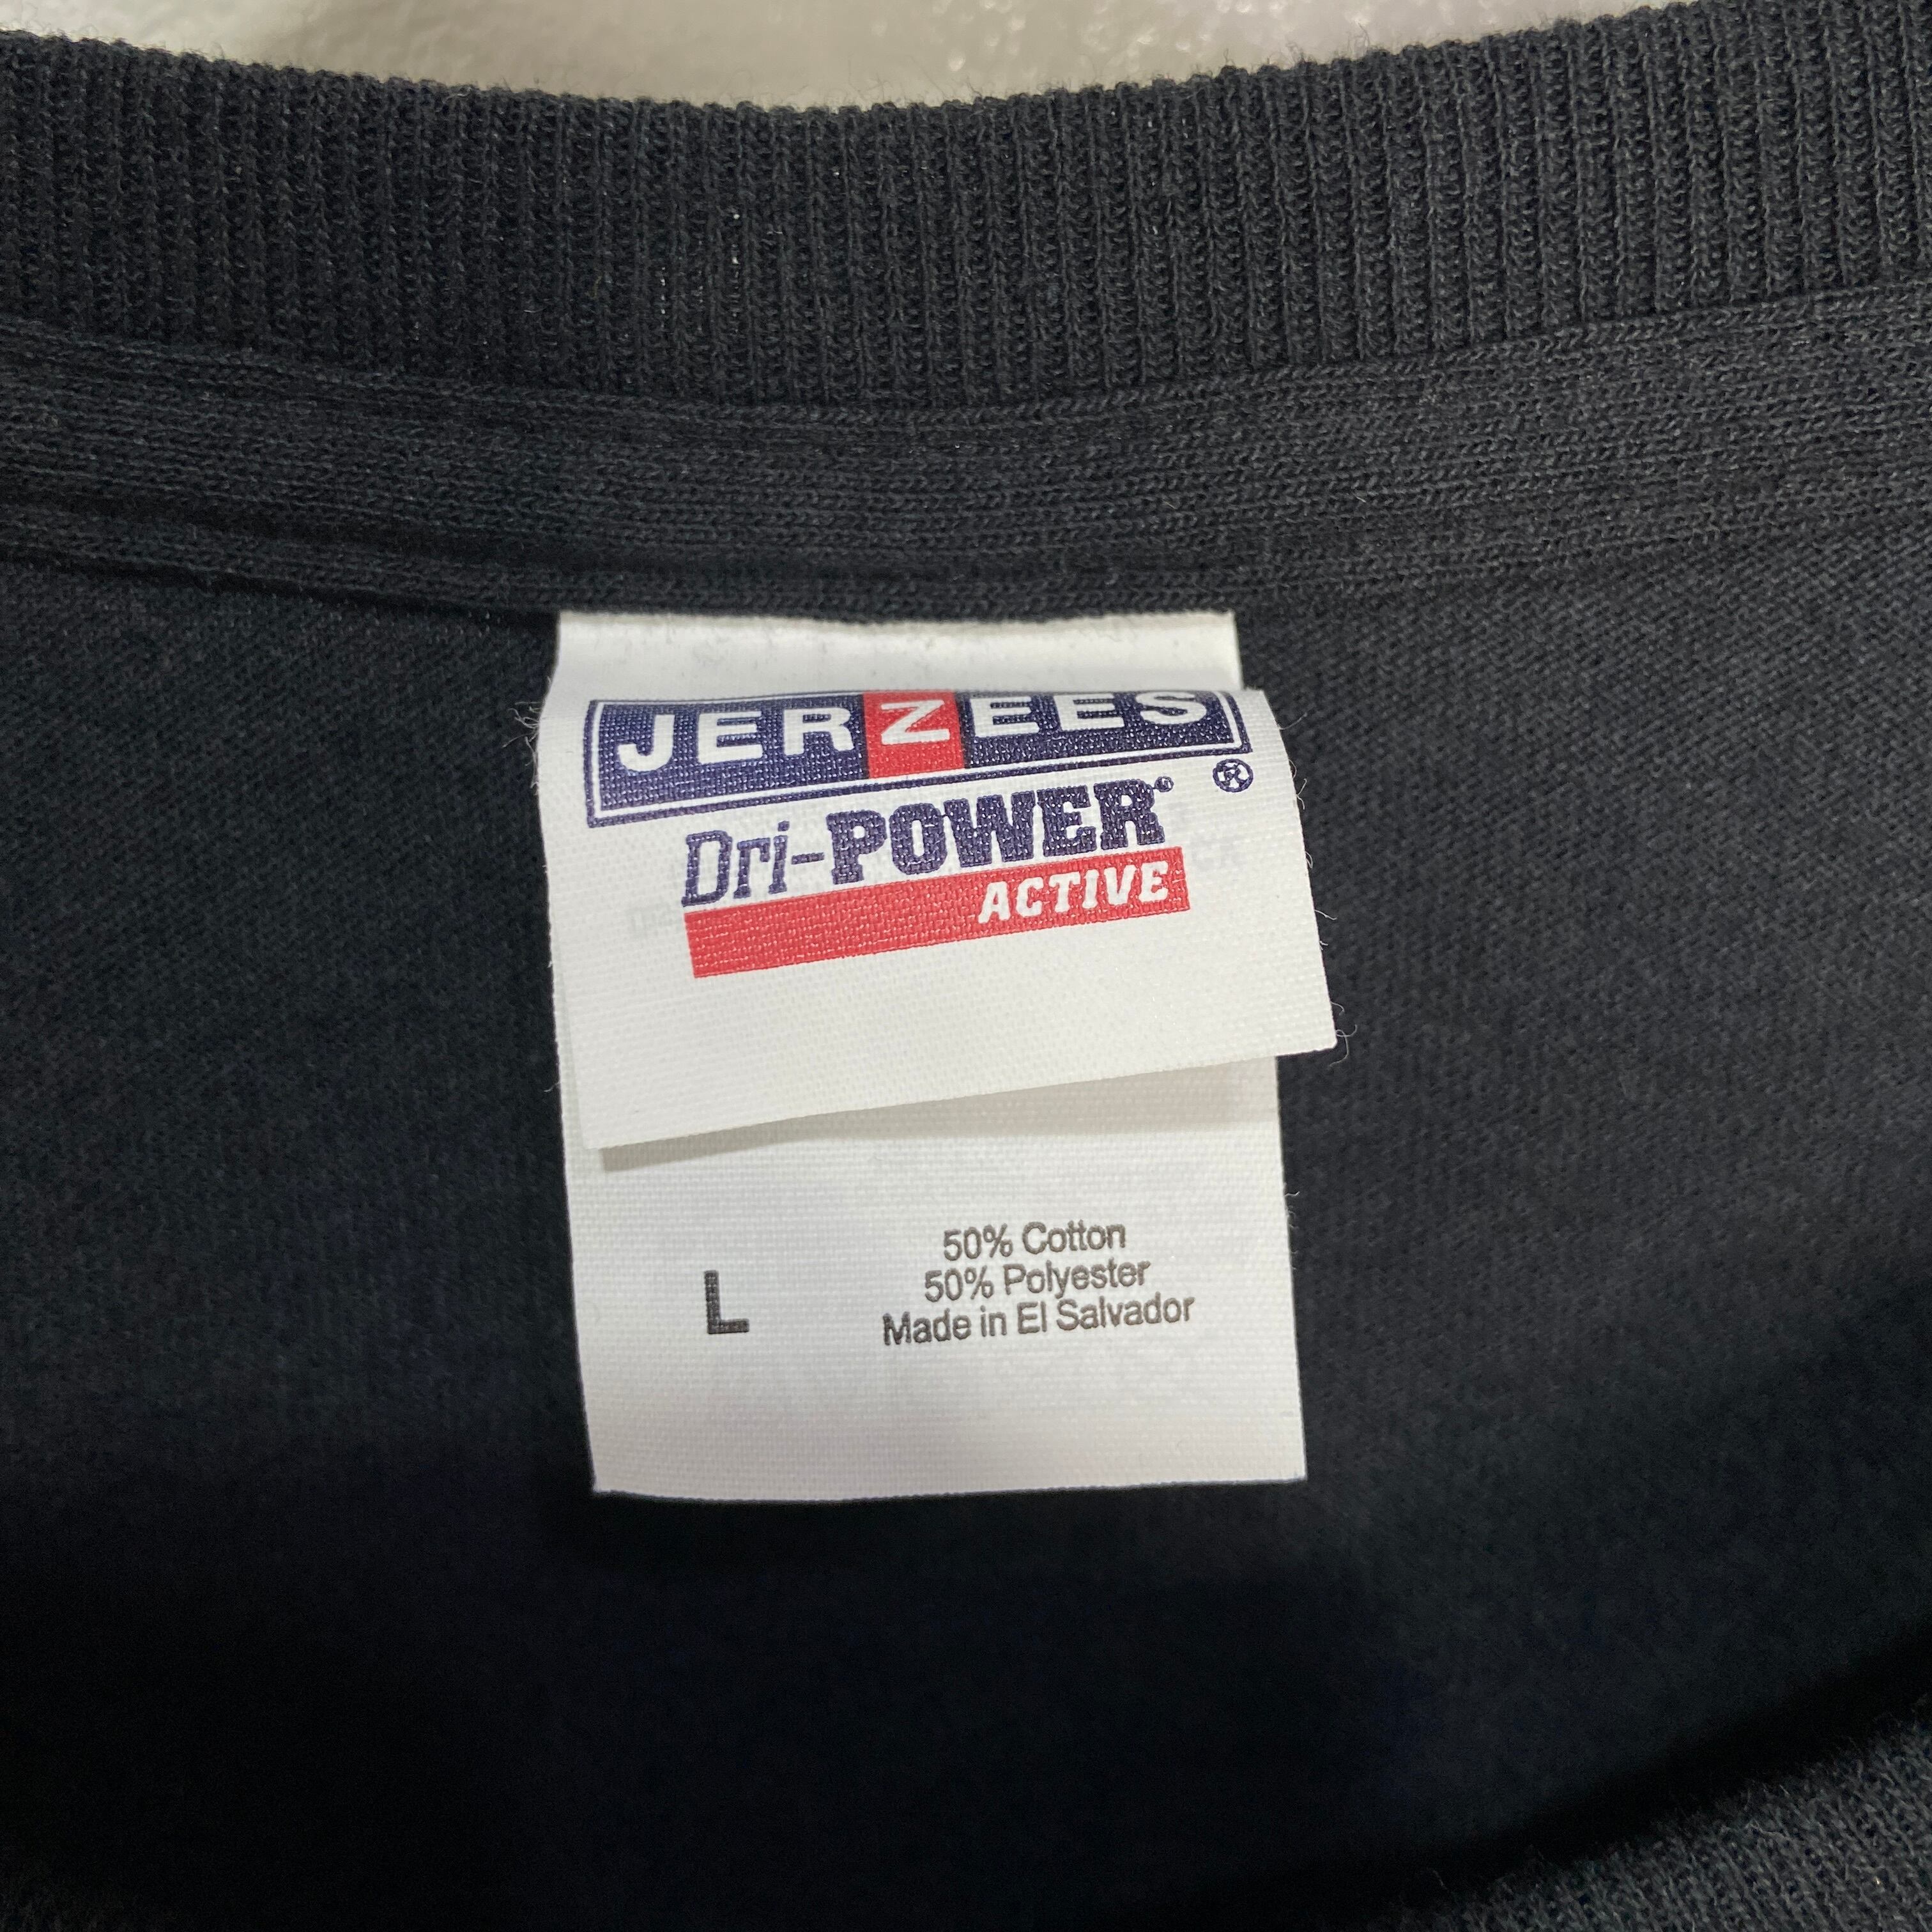 JERZEES ®
Dri-POWER®
ACTIVE
50% Cotton
50% Polyester
L Made in El Salvador